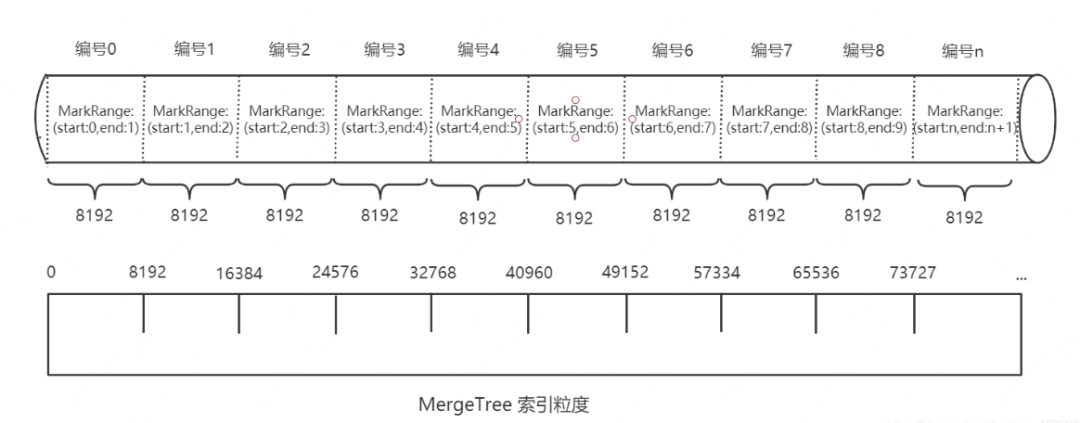 编号0 编号1 编号2 编号3 编号4 编号5 编号6 编号7 编号8 编号n
MarkRange: MarkRange: MarkRange: MarkRange: MarkRange: MarkRange: MarkRange: MarkRange: MarkRange: MarkRange:
(start:0,end:1) (start:1,end:2) (start:2,end:3) (start:3,end:4) (start:4,end:5) (start:5,end:6) (start:6,end:7) (start:7,end:8) (start:8,end:9) (start:n,end:n+1)
8192 8192 8192 8192 8192 8192 8192 8192 8192 8192
0 8192 16384 24576 32768 40960 49152 57334 65536 73727 ...
MergeTree 索引粒度